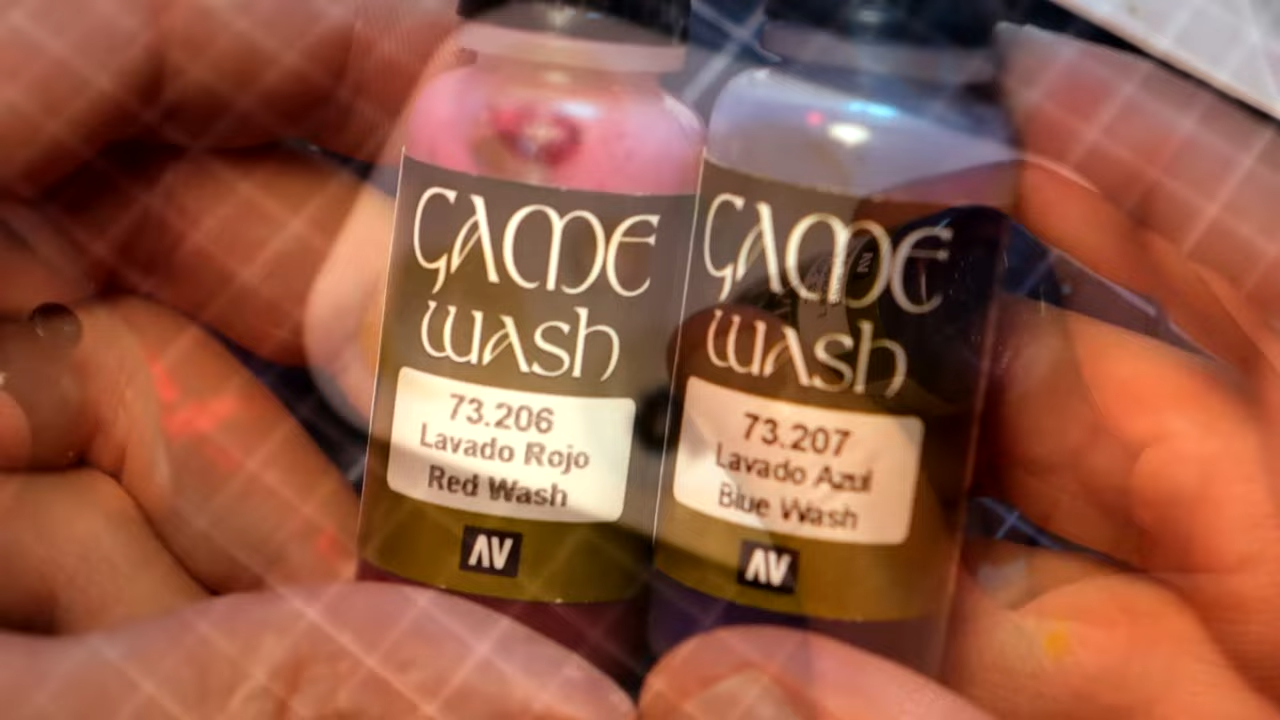 GAME
wash
73.206
Lavado Rojo
Red Wash
AV
GAME
wash
73.207
Lavado Azul
Blue Wash
AV